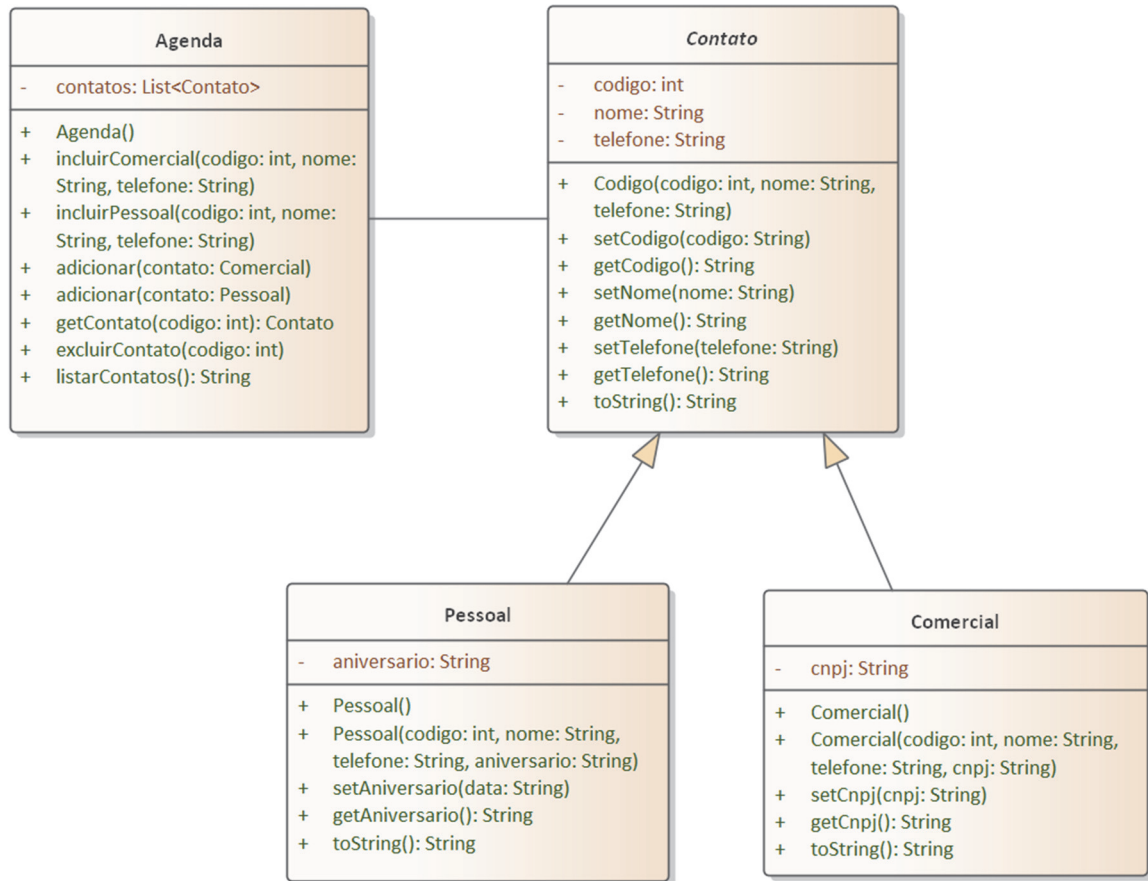 Agenda
- contatos: List<Contato>
+ Agenda()
+ incluirComercial(codigo: int, nome:
String, telefone: String)
+ incluirPessoal(codigo: int, nome:
String, telefone: String)
+ adicionar(contato: Comercial)
+ adicionar(contato: Pessoal)
+ getContato(codigo: int): Contato
+ excluirContato(codigo: int)
+ listarContatos(): String
Contato
- codigo: int
- nome: String
- telefone: String
+ Codigo(codigo: int, nome: String,
telefone: String)
+ setCodigo(codigo: String)
+ getCodigo(): String
+ setNome(nome: String)
+ getNome(): String
+ setTelefone(telefone: String)
+ getTelefone(): String
+ toString(): String
Pessoal
- aniversario: String
+ Pessoal()
+ Pessoal(codigo: int, nome: String,
telefone: String, aniversario: String)
+ setAniversario(data: String)
+ getAniversario(): String
+ toString(): String
Comercial
- cnpj: String
+ Comercial()
+ Comercial(codigo: int, nome: String,
telefone: String, cnpj: String)
+ setCnpj(cnpj: String)
+ getCnpj(): String
+ toString(): String